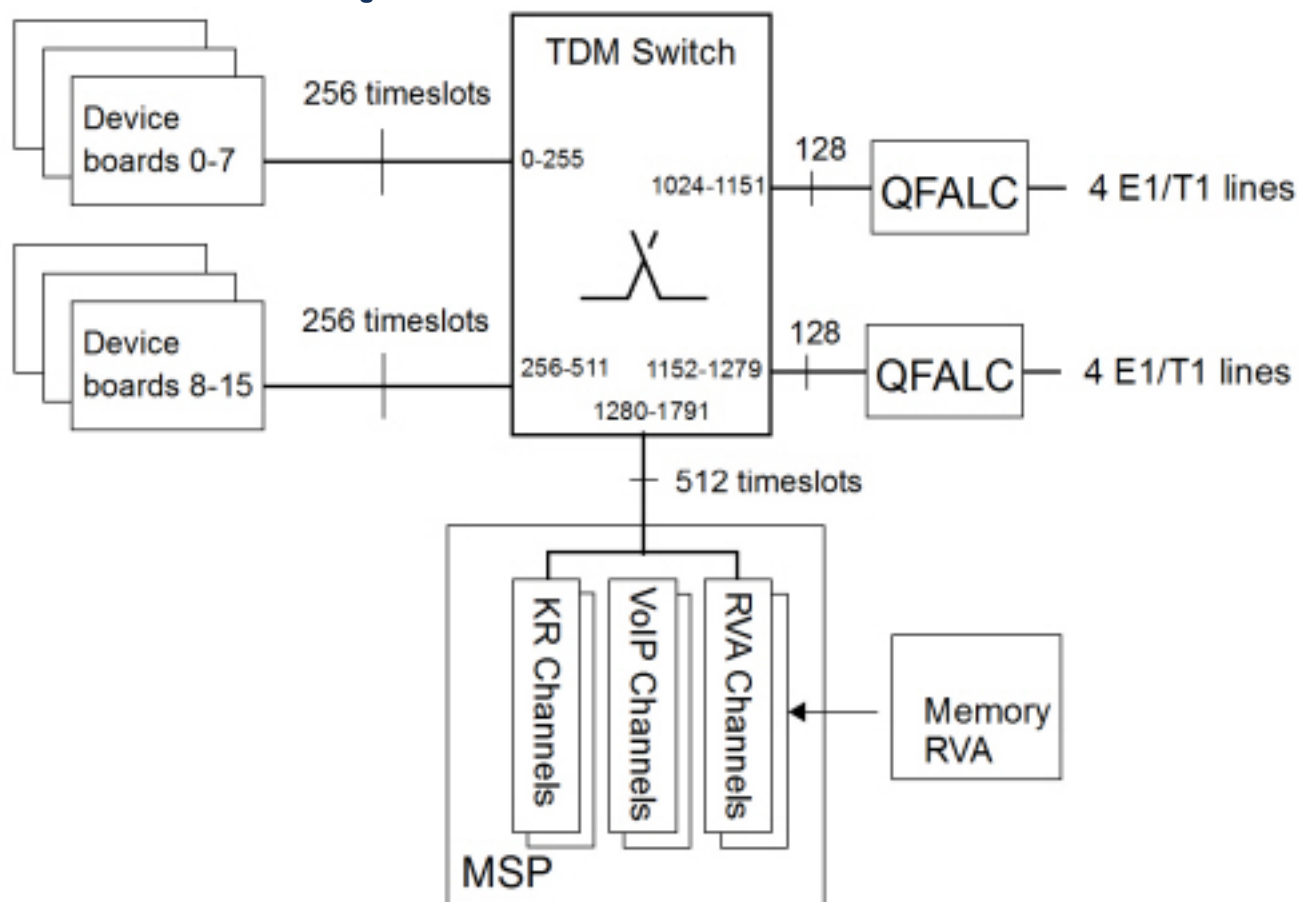 TDM Switch
256 timeslots
Device
boards 0-7
0-255
128
1024-1151
QFALC
4 E1/T1 lines
256 timeslots
Device
boards 8-15
256-511
1152-1279
128
QFALC
4 E1/T1 lines
1280-1791
512 timeslots
KR Channels
VoIP Channels
RVA Channels
Memory
RVA
MSP